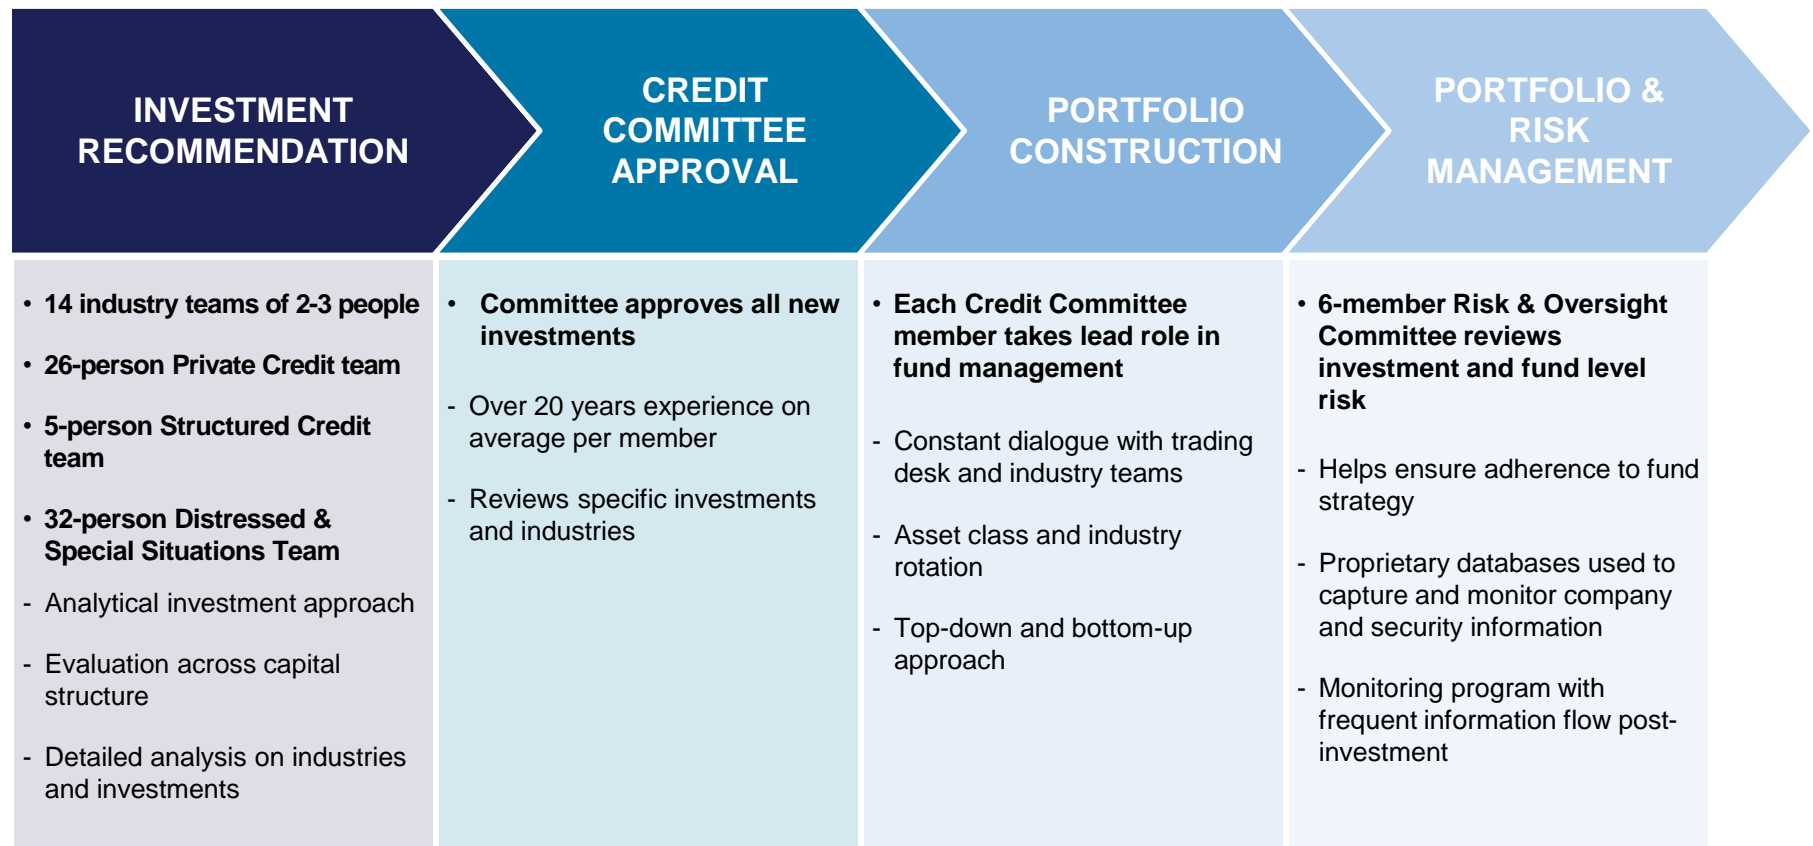 INVESTMENT
RECOMMENDATION
CREDIT
COMMITTEE
APPROVAL
PORTFOLIO
CONSTRUCTION
PORTFOLIO &
RISK
MANAGEMENT
• 14 industry teams of 2-3 people
• 26-person Private Credit team
• 5-person Structured Credit
team
• 32-person Distressed &
Special Situations Team
- Analytical investment approach
- Evaluation across capital
structure
- Detailed analysis on industries
and investments
• Committee approves all new
investments
- Over 20 years experience on
average per member
- Reviews specific investments
and industries
• Each Credit Committee
member takes lead role in
fund management
- Constant dialogue with trading
desk and industry teams
- Asset class and industry
rotation
- Top-down and bottom-up
approach
• 6-member Risk & Oversight
Committee reviews
investment and fund level
risk
- Helps ensure adherence to fund
strategy
- Proprietary databases used to
capture and monitor company
and security information
- Monitoring program with
frequent information flow post-
investment